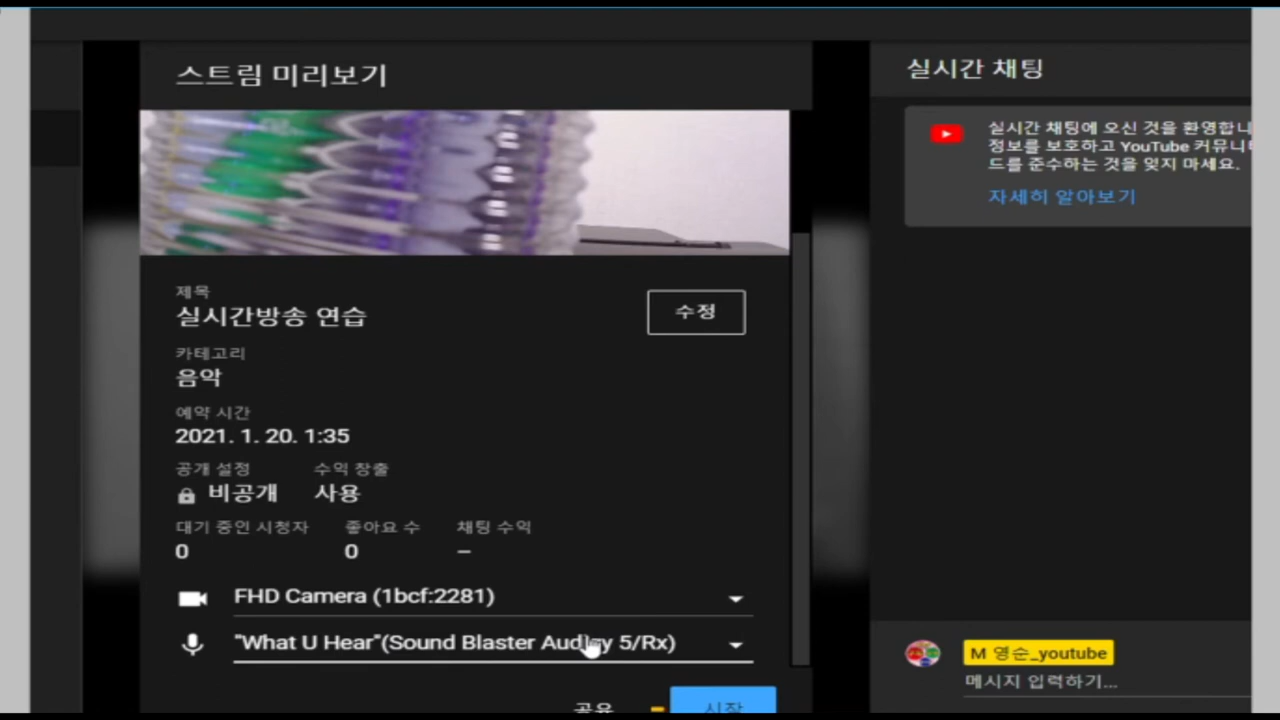 스트림 미리보기
제목
실시간방송 연습
수정
카테고리
음악
예약 시간
2021. 1. 20. 1:35
공개 설정 수익 창출
비공개 사용
대기 중인 시청자 좋아요 수 채팅 수익
0 0 –
FHD Camera (1bcf:2281)
"What U Hear"(Sound Blaster Audigy 5/Rx)
공유 시작
실시간 채팅
실시간 채팅에 오신 것을 환영합니
정보를 보호하고 YouTube 커뮤니
드를 준수하는 것을 잊지 마세요.
자세히 알아보기
M 영순_youtube
메시지 입력하기...